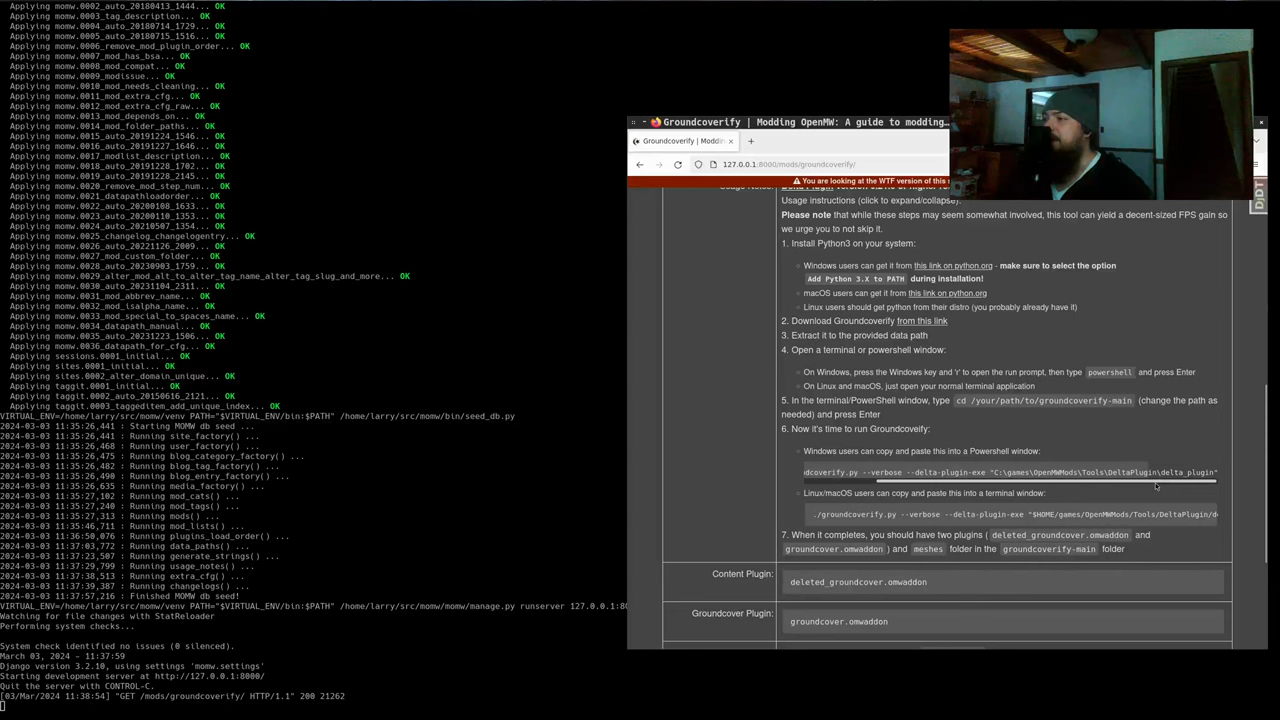 Applying momw.0002_auto_20180413_1444... OK
Applying momw.0003_tag_description... OK
Applying momw.0004_auto_20180714_1729... OK
Applying momw.0005_auto_20180715_1516... OK
Applying momw.0006_remove_mod_plugin_order... OK
Applying momw.0007_mod_has_bsa... OK
Applying momw.0008_mod_compat... OK
Applying momw.0009_modissue... OK
Applying momw.0010_mod_needs_cleaning... OK
Applying momw.0011_mod_extra_cfg... OK
Applying momw.0012_mod_extra_cfg_raw... OK
Applying momw.0013_mod_depends_on... OK
Applying momw.0014_mod_folder_paths... OK
Applying momw.0015_auto_20191224_1546... OK
Applying momw.0016_auto_20191227_1646... OK
Applying momw.0017_modlist_description... OK
Applying momw.0018_auto_20191228_1702... OK
Applying momw.0019_auto_20191228_2145... OK
Applying momw.0020_remove_mod_step_num... OK
Applying momw.0021_datapathloadorder... OK
Applying momw.0022_auto_20200108_1633... OK
Applying momw.0023_auto_20200110_1353... OK
Applying momw.0024_auto_20210507_1354... OK
Applying momw.0025_changelog_changelogentry... OK
Applying momw.0026_auto_20221126_2009... OK
Applying momw.0027_mod_custom_folder... OK
Applying momw.0028_auto_20230903_1759... OK
Applying momw.0029_alter_mod_alt_to_alter_tag_name_alter_tag_slug_and_more... OK
Applying momw.0030_auto_20231104_2311... OK
Applying momw.0031_mod_abbrev_name... OK
Applying momw.0032_mod_isalpha_name... OK
Applying momw.0033_mod_special_to_spaces_name... OK
Applying momw.0034_datapath_manual... OK
Applying momw.0035_auto_20231223_1506... OK
Applying momw.0036_datapath_for_cfg... OK
Applying sessions.0001_initial... OK
Applying sites.0001_initial... OK
Applying sites.0002_alter_domain_unique... OK
Applying taggit.0001_initial... OK
Applying taggit.0002_auto_20150616_2121... OK
Applying taggit.0003_taggeditem_add_unique_index... OK
VIRTUAL_ENV=/home/larry/src/momw/venv PATH="$VIRTUAL_ENV/bin:$PATH" /home/larry/src/momw/bin/seed_db.py
2024-03-03 11:35:26,441 : Starting MOMW db seed ...
2024-03-03 11:35:26,441 : Running site_factory() ...
2024-03-03 11:35:26,468 : Running user_factory() ...
2024-03-03 11:35:26,475 : Running blog_category_factory() ...
2024-03-03 11:35:26,482 : Running blog_tag_factory() ...
2024-03-03 11:35:26,491 : Running blog_entry_factory() ...
2024-03-03 11:35:26,635 : Running media_factory() ...
2024-03-03 11:35:27,102 : Running mod_cats() ...
2024-03-03 11:35:27,244 : Running mod_tags() ...
2024-03-03 11:35:27,313 : Running mods() ...
2024-03-03 11:35:46,711 : Running mod_lists() ...
2024-03-03 11:36:50,076 : Running plugins_load_order() ...
2024-03-03 11:37:03,772 : Running data_paths() ...
2024-03-03 11:37:23,507 : Running generate_strings() ...
2024-03-03 11:37:29,799 : Running usage_notes() ...
2024-03-03 11:37:38,513 : Running extra_cfg() ...
2024-03-03 11:37:39,387 : Running changelogs() ...
2024-03-03 11:37:57,216 : Finished MOMW db seed!
VIRTUAL_ENV=/home/larry/src/momw/venv PATH="$VIRTUAL_ENV/bin:$PATH" /home/larry/src/momw/momw/manage.py runserver 127.0.0.1:80
Watching for file changes with StatReloader
Performing system checks...
System check identified no issues (0 silenced).
March 03, 2024 - 11:37:59
Django version 3.2.10, using settings 'momw.settings'
Starting development server at http://127.0.0.1:8000/
Quit the server with CONTROL-C.
[03/Mar/2024 11:38:54] "GET /mods/groundcoverify/ HTTP/1.1" 200 21262
Groundcoverify | Modding OpenMW: A guide to modding…
Groundcoverify | Moddin
127.0.0.1:8000/mods/groundcoverify/
You are looking at the WTF version of this
DjDT
Usage instructions (click to expand/collapse).
Please note that while these steps may seem somewhat involved, this tool can yield a decent-sized FPS gain so
we urge you to not skip it.
1. Install Python3 on your system:
Windows users can get it from this link on python.org - make sure to select the option
Add Python 3.X to PATH during installation!
macOS users can get it from this link on python.org
Linux users should get python from their distro (you probably already have it)
2. Download Groundcoverify from this link
3. Extract it to the provided data path
4. Open a terminal or powershell window:
On Windows, press the Windows key and 'r' to open the run prompt, then type powershell and press Enter
On Linux and macOS, just open your normal terminal application
5. In the terminal/PowerShell window, type cd /your/path/to/groundcoverify-main (change the path as
needed) and press Enter
6. Now it's time to run Groundcoveify:
Windows users can copy and paste this into a Powershell window:
dcoverify.py --verbose --delta-plugin-exe "C:\games\OpenMWMods\Tools\DeltaPlugin\delta_plugin"
Linux/macOS users can copy and paste this into a terminal window:
./groundcoverify.py --verbose --delta-plugin-exe "$HOME/games/OpenMWMods/Tools/DeltaPlugin/de
7. When it completes, you should have two plugins ( deleted_groundcover.omwaddon and
groundcover.omwaddon ) and meshes folder in the groundcoverify-main folder
Content Plugin: deleted_groundcover.omwaddon
Groundcover Plugin: groundcover.omwaddon